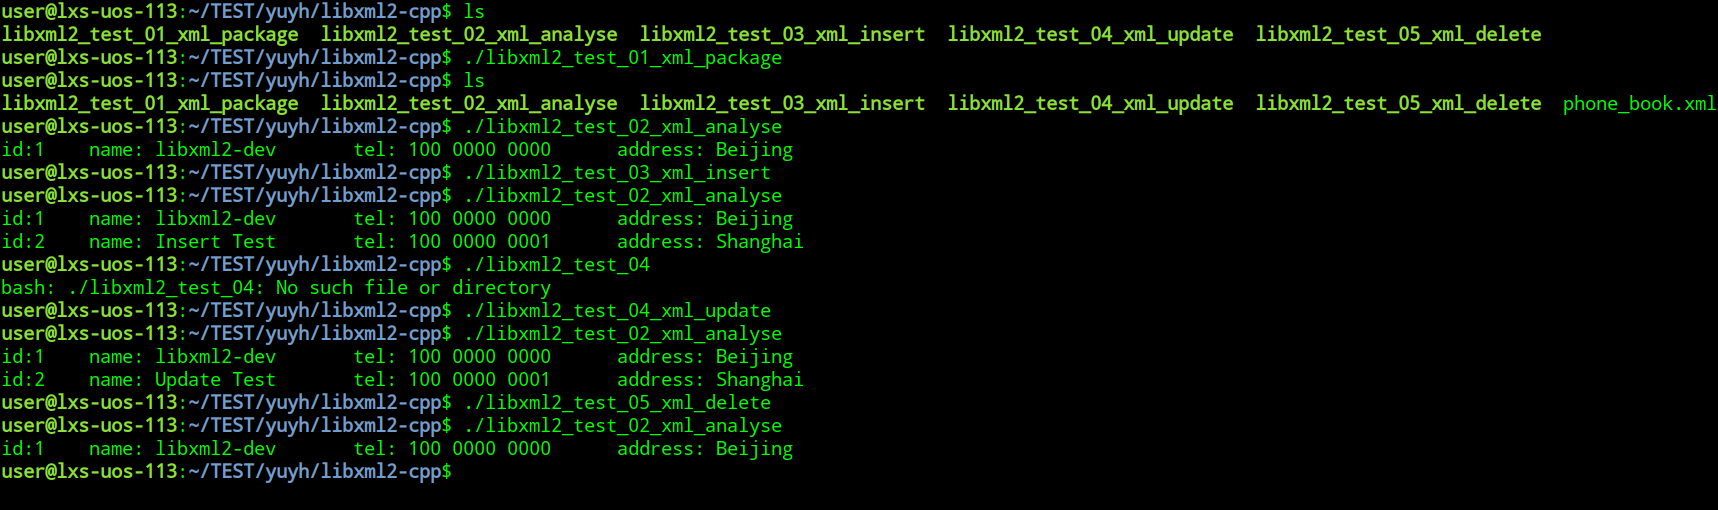 user@lxs-uos-113:~/TEST/yuyh/libxml2-cpp$ ls
libxml2_test_01_xml_package  libxml2_test_02_xml_analyse  libxml2_test_03_xml_insert  libxml2_test_04_xml_update  libxml2_test_05_xml_delete
user@lxs-uos-113:~/TEST/yuyh/libxml2-cpp$ ./libxml2_test_01_xml_package
user@lxs-uos-113:~/TEST/yuyh/libxml2-cpp$ ls
libxml2_test_01_xml_package  libxml2_test_02_xml_analyse  libxml2_test_03_xml_insert  libxml2_test_04_xml_update  libxml2_test_05_xml_delete  phone_book.xml
user@lxs-uos-113:~/TEST/yuyh/libxml2-cpp$ ./libxml2_test_02_xml_analyse
id:1    name: libxml2-dev       tel: 100 0000 0000      address: Beijing
user@lxs-uos-113:~/TEST/yuyh/libxml2-cpp$ ./libxml2_test_03_xml_insert
user@lxs-uos-113:~/TEST/yuyh/libxml2-cpp$ ./libxml2_test_02_xml_analyse
id:1    name: libxml2-dev       tel: 100 0000 0000      address: Beijing
id:2    name: Insert Test       tel: 100 0000 0001      address: Shanghai
user@lxs-uos-113:~/TEST/yuyh/libxml2-cpp$ ./libxml2_test_04
bash: ./libxml2_test_04: No such file or directory
user@lxs-uos-113:~/TEST/yuyh/libxml2-cpp$ ./libxml2_test_04_xml_update
user@lxs-uos-113:~/TEST/yuyh/libxml2-cpp$ ./libxml2_test_02_xml_analyse
id:1    name: libxml2-dev       tel: 100 0000 0000      address: Beijing
id:2    name: Update Test       tel: 100 0000 0001      address: Shanghai
user@lxs-uos-113:~/TEST/yuyh/libxml2-cpp$ ./libxml2_test_05_xml_delete
user@lxs-uos-113:~/TEST/yuyh/libxml2-cpp$ ./libxml2_test_02_xml_analyse
id:1    name: libxml2-dev       tel: 100 0000 0000      address: Beijing
user@lxs-uos-113:~/TEST/yuyh/libxml2-cpp$